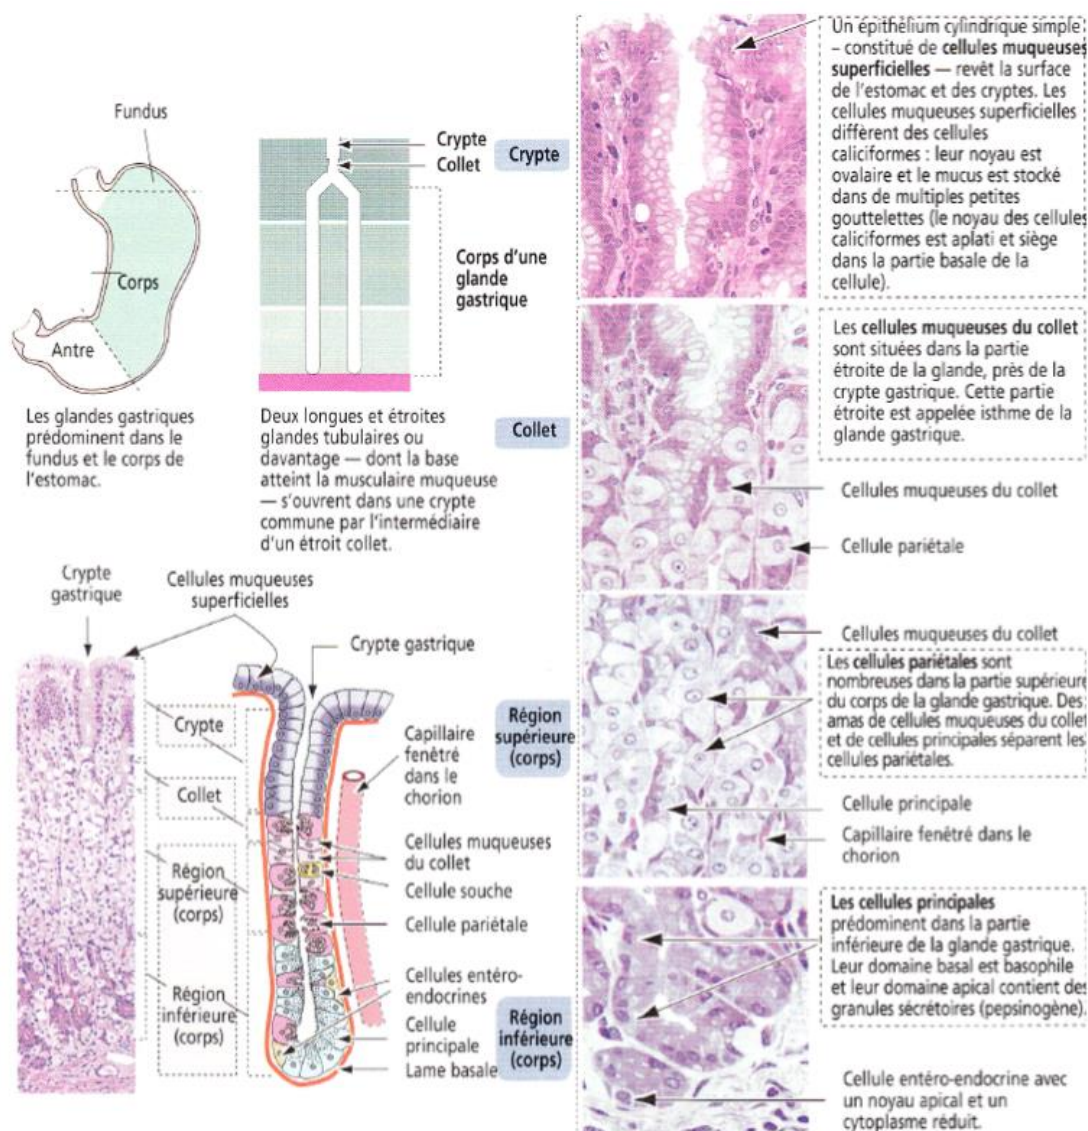 Fundus
Corps
Antre
Les glandes gastriques
prédominent dans le
fundus et le corps de
l'estomac.
Crypte
Collet
Corps d'une
glande
gastrique
Deux longues et étroites
glandes tubulaires ou
davantage — dont la base
atteint la musculaire muqueuse
— s'ouvrent dans une crypte
commune par l'intermédiaire
d'un étroit collet.
Crypte
Un épithélium cylindrique simple
– constitué de cellules muqueuses
superficielles — revêt la surface
de l'estomac et des cryptes. Les
cellules muqueuses superficielles
diffèrent des cellules
caliciformes : leur noyau est
ovalaire et le mucus est stocké
dans de multiples petites
gouttelettes (le noyau des cellules
caliciformes est aplati et siège
dans la partie basale de la
cellule).
Collet
Les cellules muqueuses du collet
sont situées dans la partie
étroite de la glande, près de la
crypte gastrique. Cette partie
étroite est appelée isthme de la
glande gastrique.
Cellules muqueuses du collet
Cellule pariétale
Crypte
gastrique
Cellules muqueuses
superficielles
Crypte gastrique
Crypte
Collet
Région
supérieure
(corps)
Région
inférieure
(corps)
Capillaire
fenêtré
dans le
chorion
Cellules muqueuses
du collet
Cellule souche
Cellule pariétale
Cellules entéro-
endocrines
Cellule
principale
Lame basale
Région
supérieure
(corps)
Cellules muqueuses du collet
Les cellules pariétales sont
nombreuses dans la partie supérieure
du corps de la glande gastrique. Des
amas de cellules muqueuses du collet
et de cellules principales séparent les
cellules pariétales.
Cellule principale
Capillaire fenêtré dans le
chorion
Région
inférieure
(corps)
Les cellules principales
prédominent dans la partie
inférieure de la glande gastrique.
Leur domaine basal est basophile
et leur domaine apical contient des
granules sécrétoires (pepsinogène).
Cellule entéro-endocrine avec
un noyau apical et un
cytoplasme réduit.